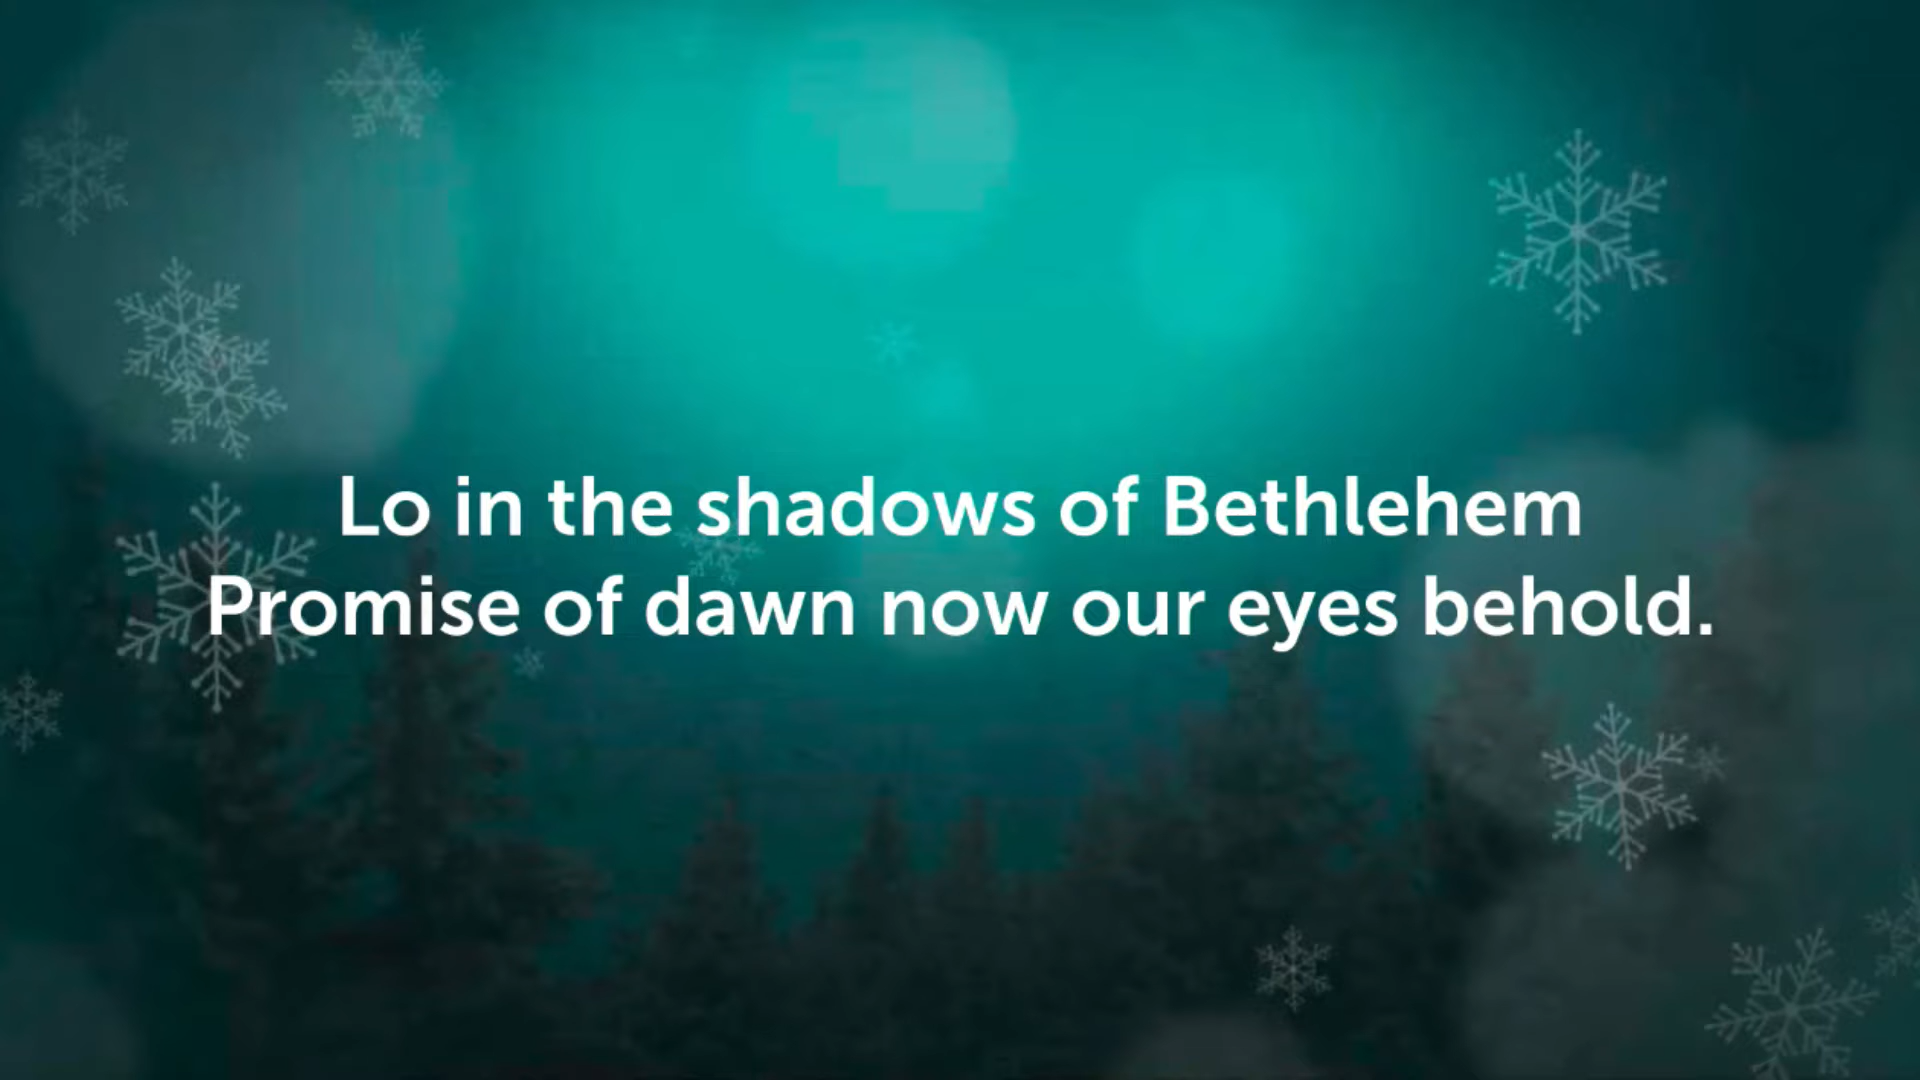 Lo in the shadows of Bethlehem
Promise of dawn now our eyes behold.